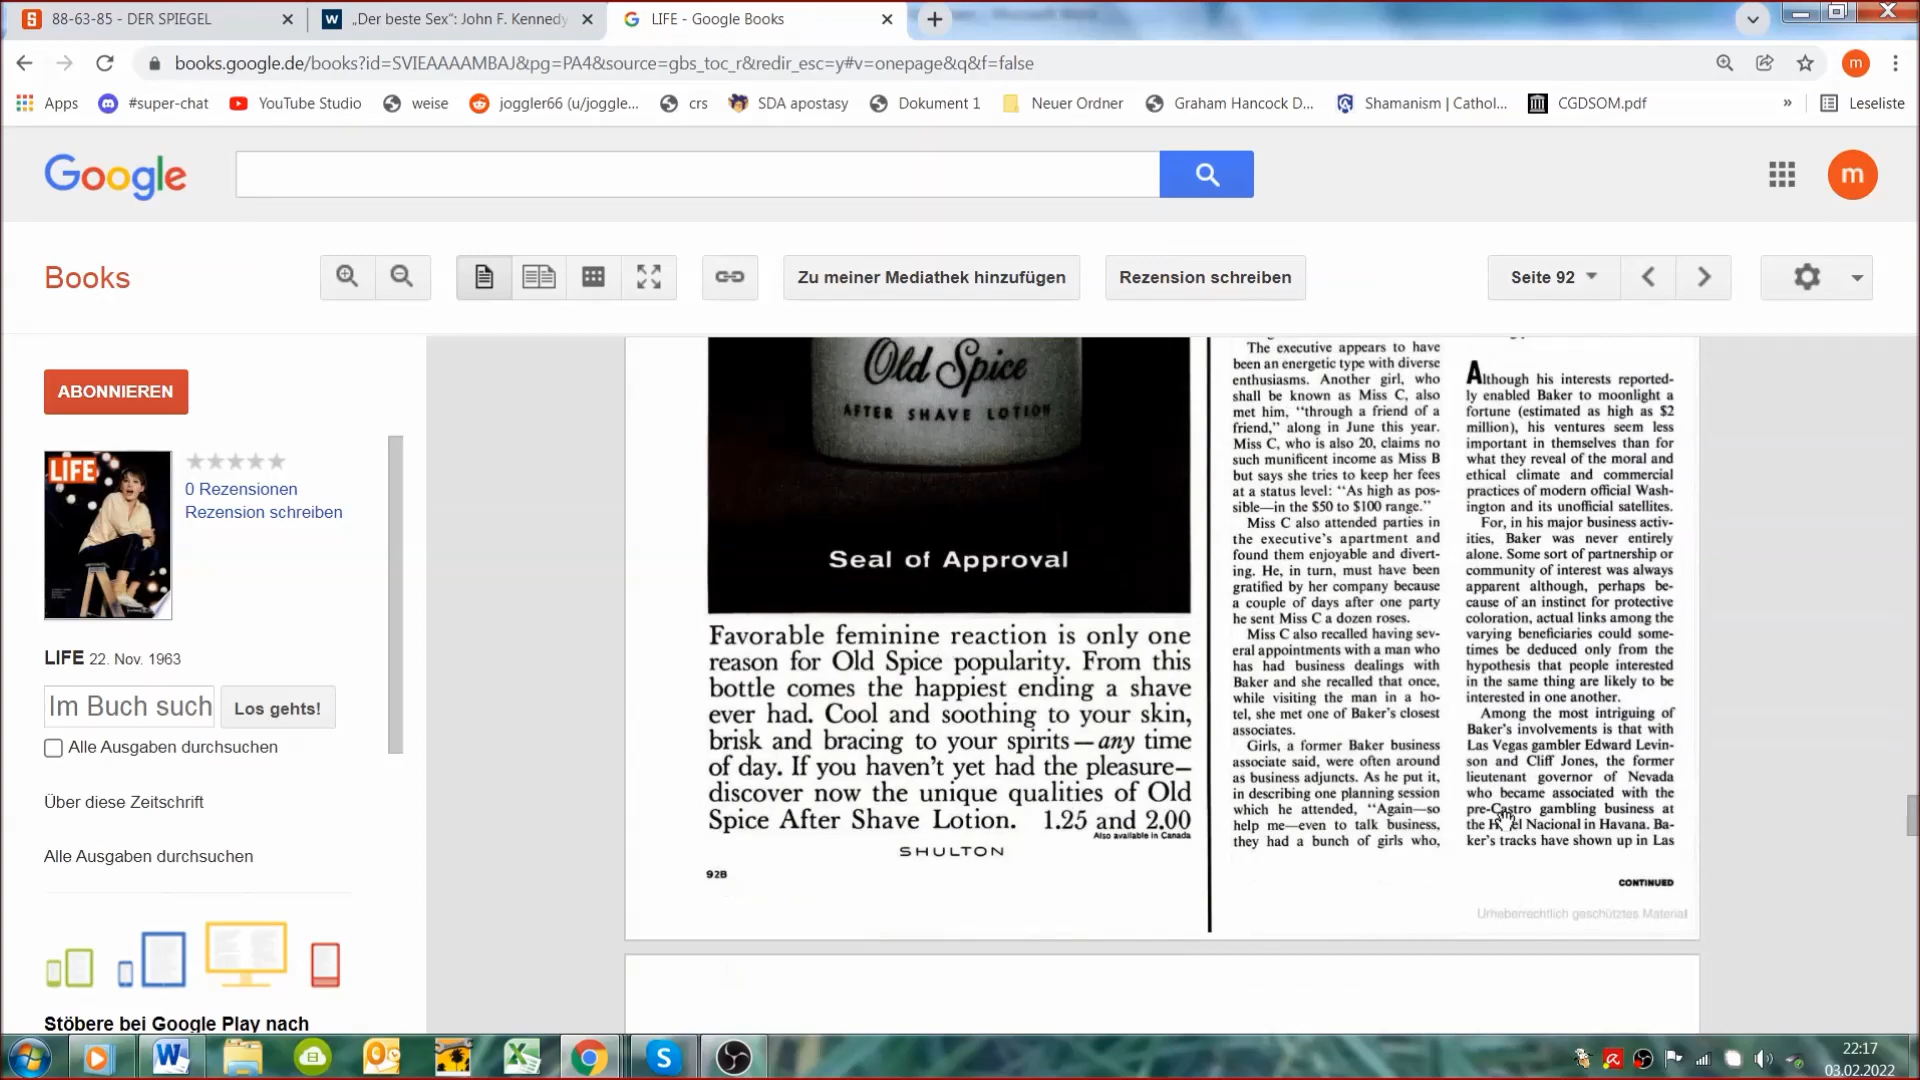 88-63-85 - DER SPIEGEL
„Der beste Sex“: John F. Kennedy
LIFE - Google Books
books.google.de/books?id=SVIEAAAAMBAJ&pg=PA4&source=gbs_toc_r&redir_esc=y#v=onepage&q&f=false
m
Apps
#super-chat
YouTube Studio
weise
joggler66 (u/joggle...
crs
SDA apostasy
Dokument 1
Neuer Ordner
Graham Hancock D...
Shamanism | Cathol...
CGDSOM.pdf
»
Leseliste
Google
m
Books
Zu meiner Mediathek hinzufügen
Rezension schreiben
Seite 92
ABONNIEREN
LIFE
0 Rezensionen
Rezension schreiben
LIFE 22. Nov. 1963
Im Buch such
Los gehts!
Alle Ausgaben durchsuchen
Über diese Zeitschrift
Alle Ausgaben durchsuchen
Stöbere bei Google Play nach
Old Spice
AFTER SHAVE LOTION
Seal of Approval
Favorable feminine reaction is only one
reason for Old Spice popularity. From this
bottle comes the happiest ending a shave
ever had. Cool and soothing to your skin,
brisk and bracing to your spirits—any time
of day. If you haven't yet had the pleasure—
discover now the unique qualities of Old
Spice After Shave Lotion. 1.25 and 2.00
Also available in Canada
SHULTON
92B
The executive appears to have
been an energetic type with diverse
enthusiasms. Another girl, who
shall be known as Miss C, also
met him, "through a friend of a
friend," along in June this year.
Miss C, who is also 20, claims no
such munificent income as Miss B
but says she tries to keep her fees
at a status level: "As high as pos-
sible—in the $50 to $100 range."
Miss C also attended parties in
the executive's apartment and
found them enjoyable and divert-
ing. He, in turn, must have been
gratified by her company because
a couple of days after one party
he sent Miss C a dozen roses.
Miss C also recalled having sev-
eral appointments with a man who
has had business dealings with
Baker and she recalled that once,
while visiting the man in a ho-
tel, she met one of Baker's closest
associates.
Girls, a former Baker business
associate said, were often around
as business adjuncts. As he put it,
in describing one planning session
which he attended, "Again—so
help me—even to talk business,
they had a bunch of girls who,
Although his interests reported-
ly enabled Baker to moonlight a
fortune (estimated as high as $2
million), his ventures seem less
important in themselves than for
what they reveal of the moral and
ethical climate and commercial
practices of modern official Wash-
ington and its unofficial satellites.
For, in his major business activ-
ities, Baker was never entirely
alone. Some sort of partnership or
community of interest was always
apparent although, perhaps be-
cause of an instinct for protective
coloration, actual links among the
varying beneficiaries could some-
times be deduced only from the
hypothesis that people interested
in the same thing are likely to be
interested in one another.
Among the most intriguing of
Baker's involvements is that with
Las Vegas gambler Edward Levin-
son and Cliff Jones, the former
lieutenant governor of Nevada
who became associated with the
pre-Castro gambling business at
the Hotel Nacional in Havana. Ba-
ker's tracks have shown up in Las
CONTINUED
Urheberrechtlich geschütztes Material
22:17
03.02.2022